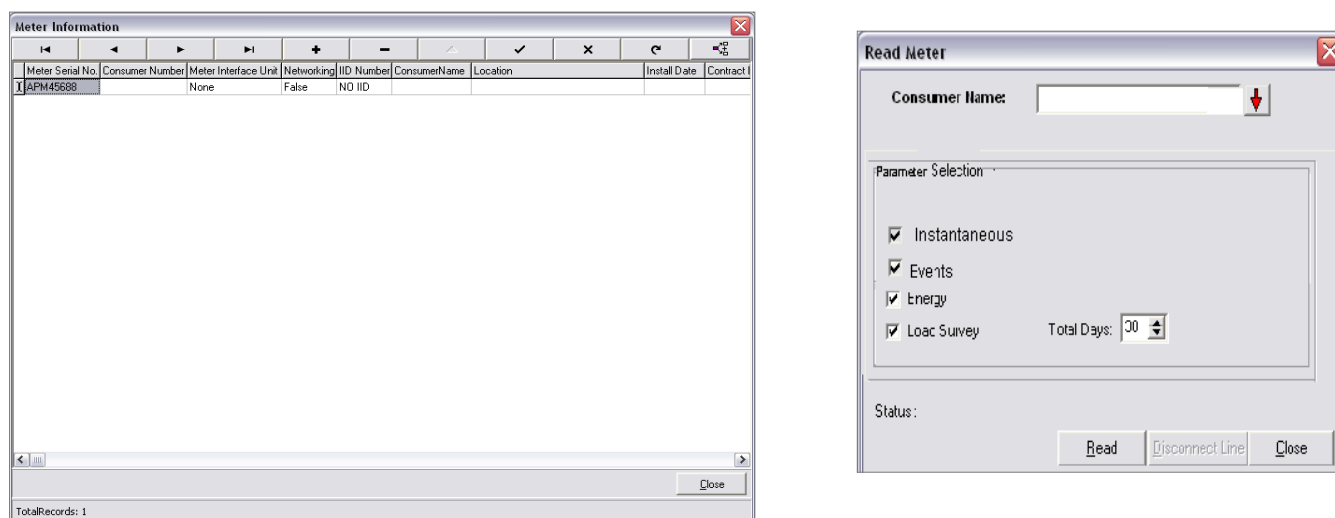 Meter Information
Meter Serial No. Consumer Number Meter Interface Unit Networking IID Number ConsumerName Location Install Date Contract
APM45688 None False NO IID
Close
TotalRecords: 1
Read Meter
Consumer Name:
Parameter Selection
Instantaneous
Events
Energy
Load Survey Total Days:
Status :
Read Disconnect Line Close